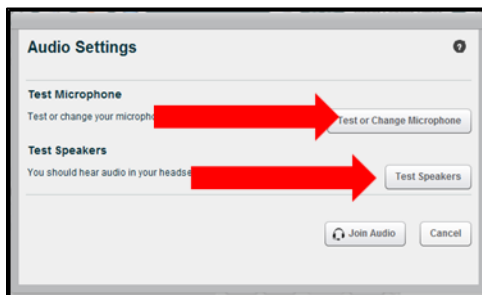 Audio Settings
Test Microphone
Test or change your micropho
Test or Change Microphone
Test Speakers
You should hear audio in your headse
Test Speakers
Join Audio
Cancel